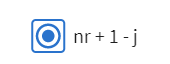 nr + 1 - j